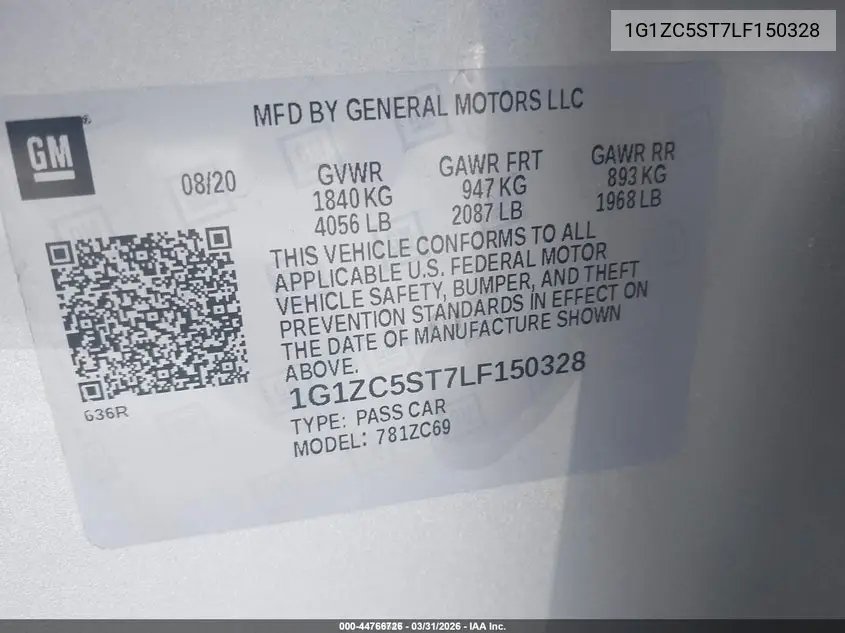 1G1ZC5ST7LF150328
MFD BY GENERAL MOTORS LLC
GM
08/20
GVWR
1840 KG
4056 LB
GAWR FRT
947 KG
2087 LB
GAWR RR
893 KG
1968 LB
THIS VEHICLE CONFORMS TO ALL
APPLICABLE U.S. FEDERAL MOTOR
VEHICLE SAFETY, BUMPER, AND THEFT
PREVENTION STANDARDS IN EFFECT ON
THE DATE OF MANUFACTURE SHOWN
ABOVE.
1G1ZC5ST7LF150328
TYPE: PASS CAR
MODEL: 781ZC69
636R
03/31/2026 - IAA Inc.